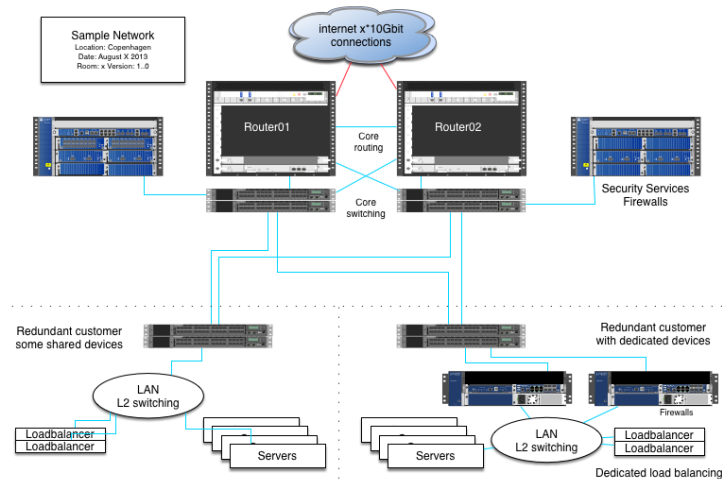 Sample Network
Location: Copenhagen
Date: August X 2013
Room: x Version: 1..0
internet x*10Gbit
connections
Router01
Router02
Core
routing
Core
switching
Security Services
Firewalls
Redundant customer
some shared devices
Redundant customer
with dedicated devices
LAN
L2 switching
Loadbalancer
Loadbalancer
Servers
Firewalls
LAN
L2 switching
Servers
Loadbalancer
Loadbalancer
Dedicated load balancing